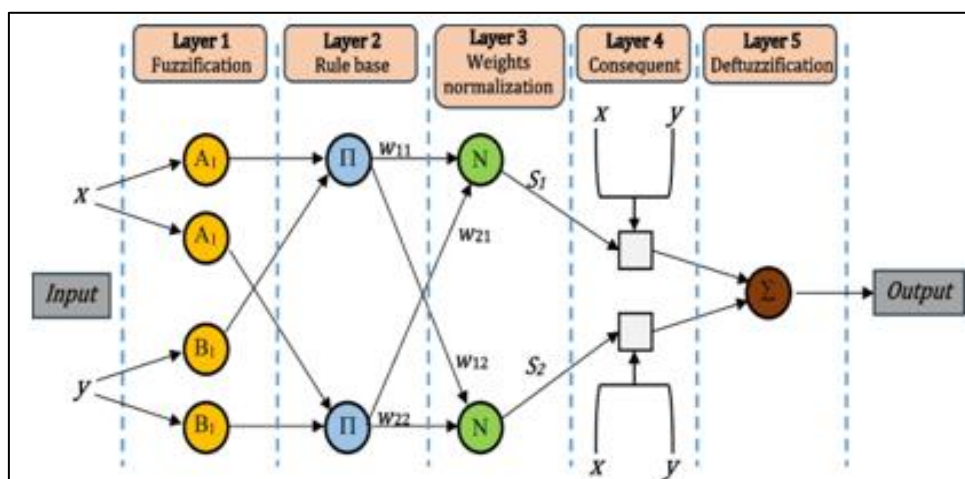 Layer 1
Fuzzification
Layer 2
Rule base
Layer 3
Weights
normalization
Layer 4
Consequent
Layer 5
Deftuzzification
x y
A₁
Π
w₁₁
N
S₁
x
A₁
w₂₁
Input
Σ
Output
B₁
y
w₁₂
S₂
B₁
Π
w₂₂
N
x y